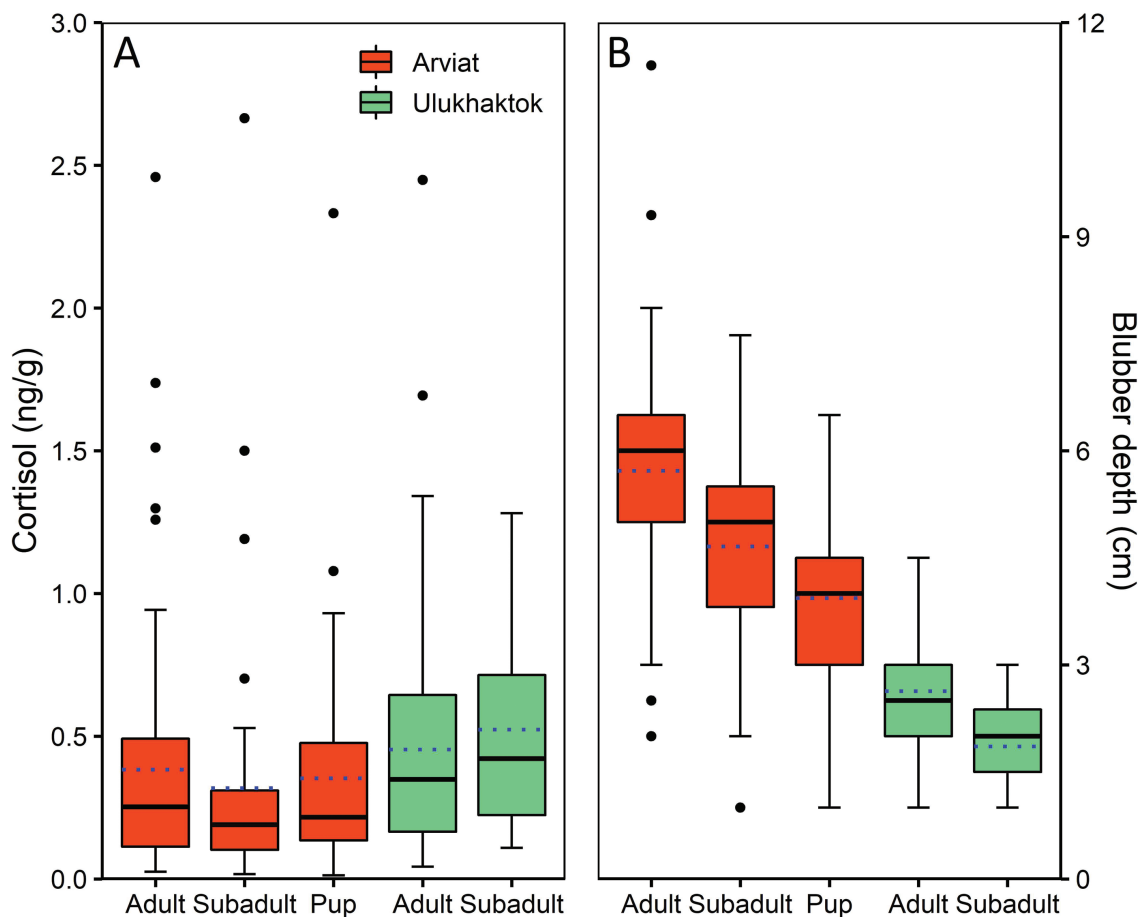 A
B
Arviat
Ulukhaktok
Cortisol (ng/g)
3.0
2.5
2.0
1.5
1.0
0.5
0.0
12
9
6
3
0
Blubber depth (cm)
Adult Subadult Pup Adult Subadult
Adult Subadult Pup Adult Subadult